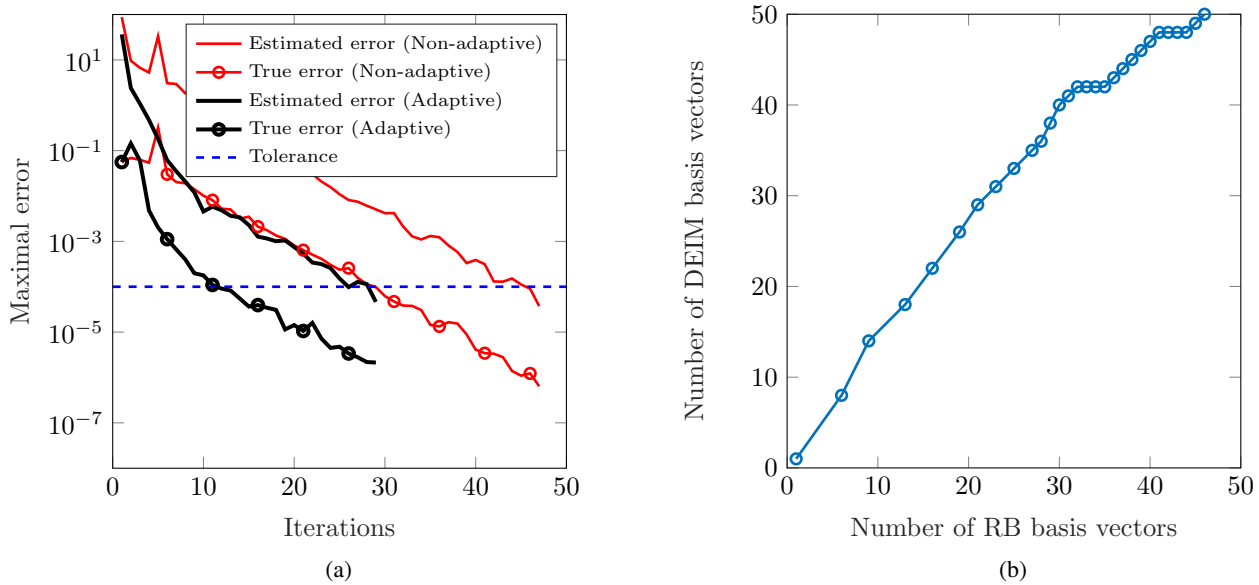 10^1
10^−1
10^−3
10^−5
10^−7
Maximal error
0 10 20 30 40 50
Iterations
Estimated error (Non-adaptive)
True error (Non-adaptive)
Estimated error (Adaptive)
True error (Adaptive)
Tolerance
(a)
50
40
30
20
10
0
Number of DEIM basis vectors
0 10 20 30 40 50
Number of RB basis vectors
(b)